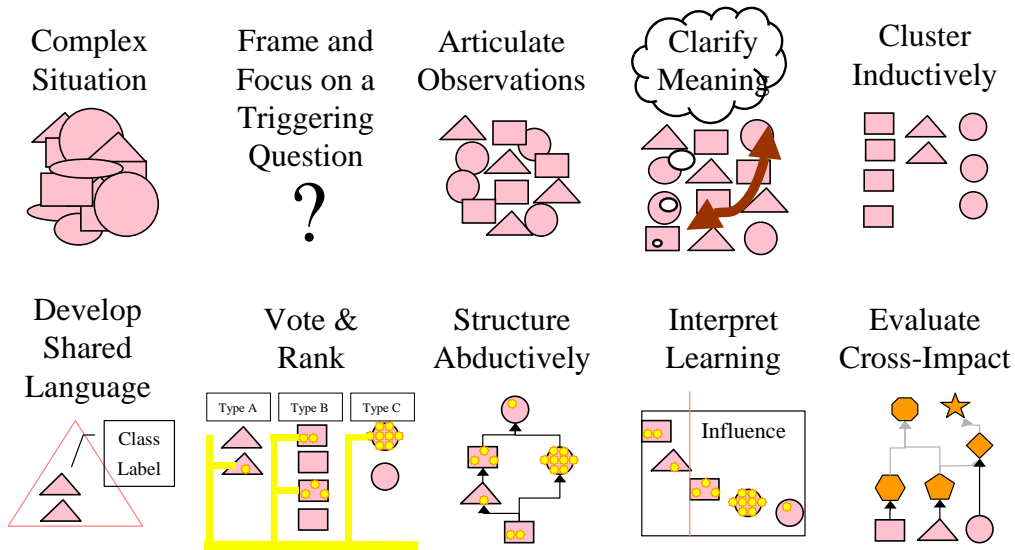 Complex
Situation
Frame and
Focus on a
Triggering
Question
?
Articulate
Observations
Clarify
Meaning
Cluster
Inductively
Develop
Shared
Language
Class
Label
Vote &
Rank
Type A
Type B
Type C
Structure
Abductively
Interpret
Learning
Influence
Evaluate
Cross-Impact